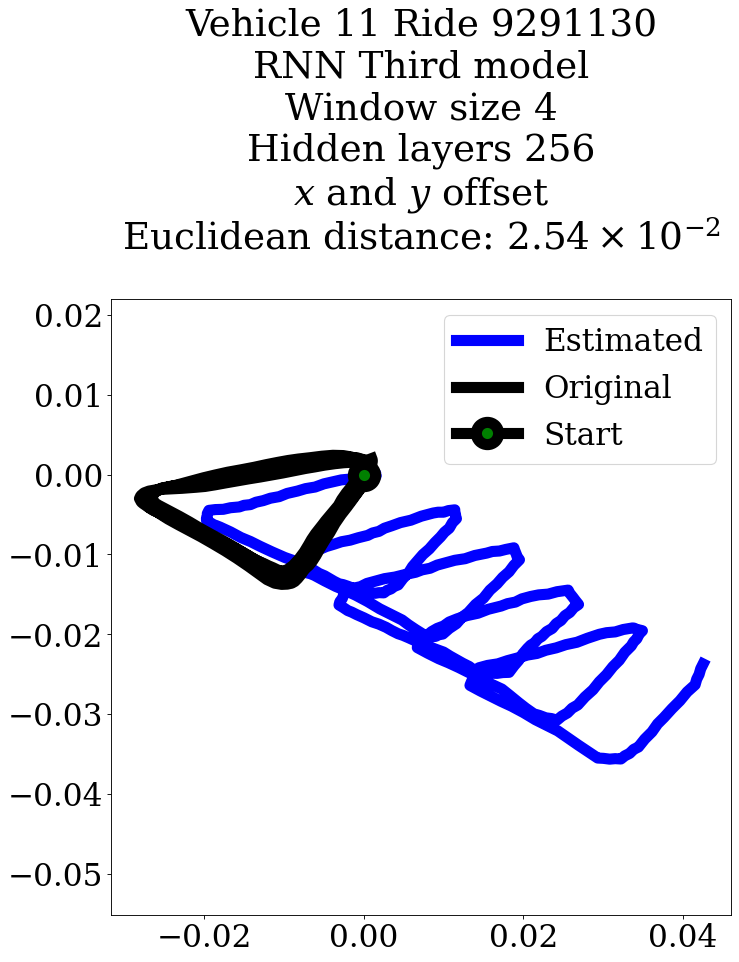 Vehicle 11 Ride 9291130
RNN Third model
Window size 4
Hidden layers 256
x and y offset
Euclidean distance: 2.54 × 10⁻²
Estimated
Original
Start
0.02
0.01
0.00
−0.01
−0.02
−0.03
−0.04
−0.05
−0.02 0.00 0.02 0.04